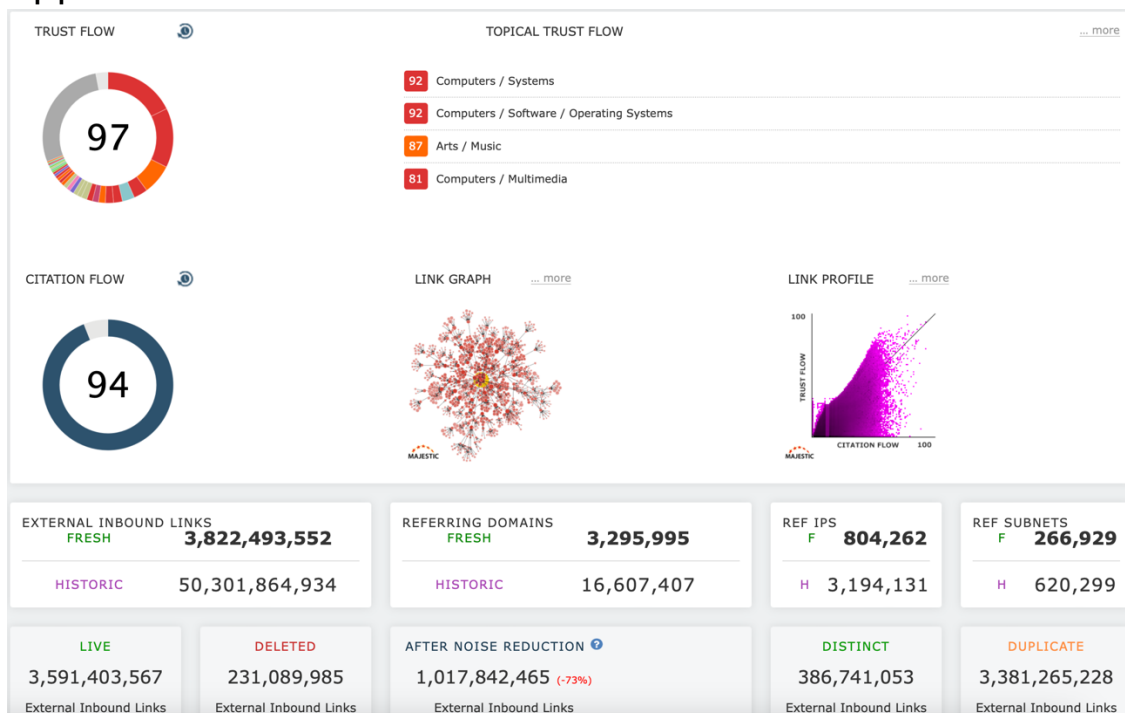 TRUST FLOW
TOPICAL TRUST FLOW
... more
97
92 Computers / Systems
92 Computers / Software / Operating Systems
87 Arts / Music
81 Computers / Multimedia
CITATION FLOW
LINK GRAPH
... more
LINK PROFILE
... more
94
MAJESTIC
100
TRUST FLOW
CITATION FLOW
100
MAJESTIC
EXTERNAL INBOUND LINKS
FRESH 3,822,493,552
HISTORIC 50,301,864,934
REFERRING DOMAINS
FRESH 3,295,995
HISTORIC 16,607,407
REF IPS
F 804,262
H 3,194,131
REF SUBNETS
F 266,929
H 620,299
LIVE
3,591,403,567
External Inbound Links
DELETED
231,089,985
External Inbound Links
AFTER NOISE REDUCTION ?
1,017,842,465 (-73%)
External Inbound Links
DISTINCT
386,741,053
External Inbound Links
DUPLICATE
3,381,265,228
External Inbound Links